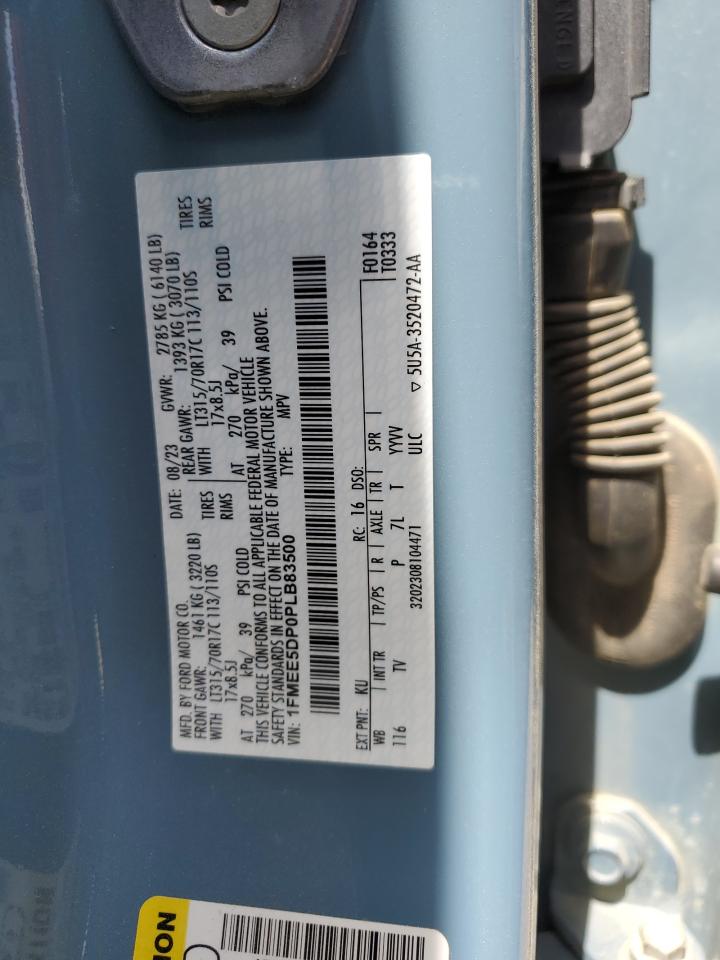 MFD. BY FORD MOTOR CO.
DATE: 08/23
GVWR: 2785 KG ( 6140 LB)
FRONT GAWR: 1461 KG ( 3220 LB)
REAR GAWR: 1393 KG ( 3070 LB)
WITH LT315/70R17C 113/110S TIRES
WITH LT315/70R17C 113/110S TIRES
17x8.5J RIMS
17x8.5J RIMS
AT 270 kPa/ 39 PSI COLD
AT 270 kPa/ 39 PSI COLD
THIS VEHICLE CONFORMS TO ALL APPLICABLE FEDERAL MOTOR VEHICLE
SAFETY STANDARDS IN EFFECT ON THE DATE OF MANUFACTURE SHOWN ABOVE.
VIN: 1FMEE5DP0PLB83500
TYPE: MPV
F0164
T0333
EXT PNT: KU RC: 16 DSO:
WB INT TR TP/PS R AXLE TR SPR
116 TV P 7L T YYVV
3202308104471 ULC
▽ 5U5A-3520472-AA